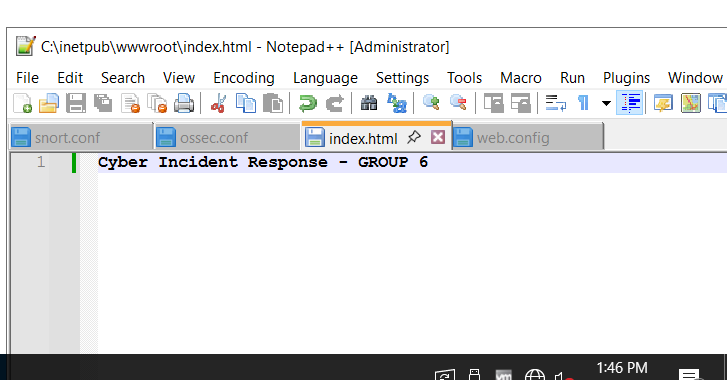 C:\inetpub\wwwroot\index.html - Notepad++ [Administrator]
File Edit Search View Encoding Language Settings Tools Macro Run Plugins Window
snort.conf ossec.conf index.html web.config
1 Cyber Incident Response - GROUP 6
vm 1:46 PM